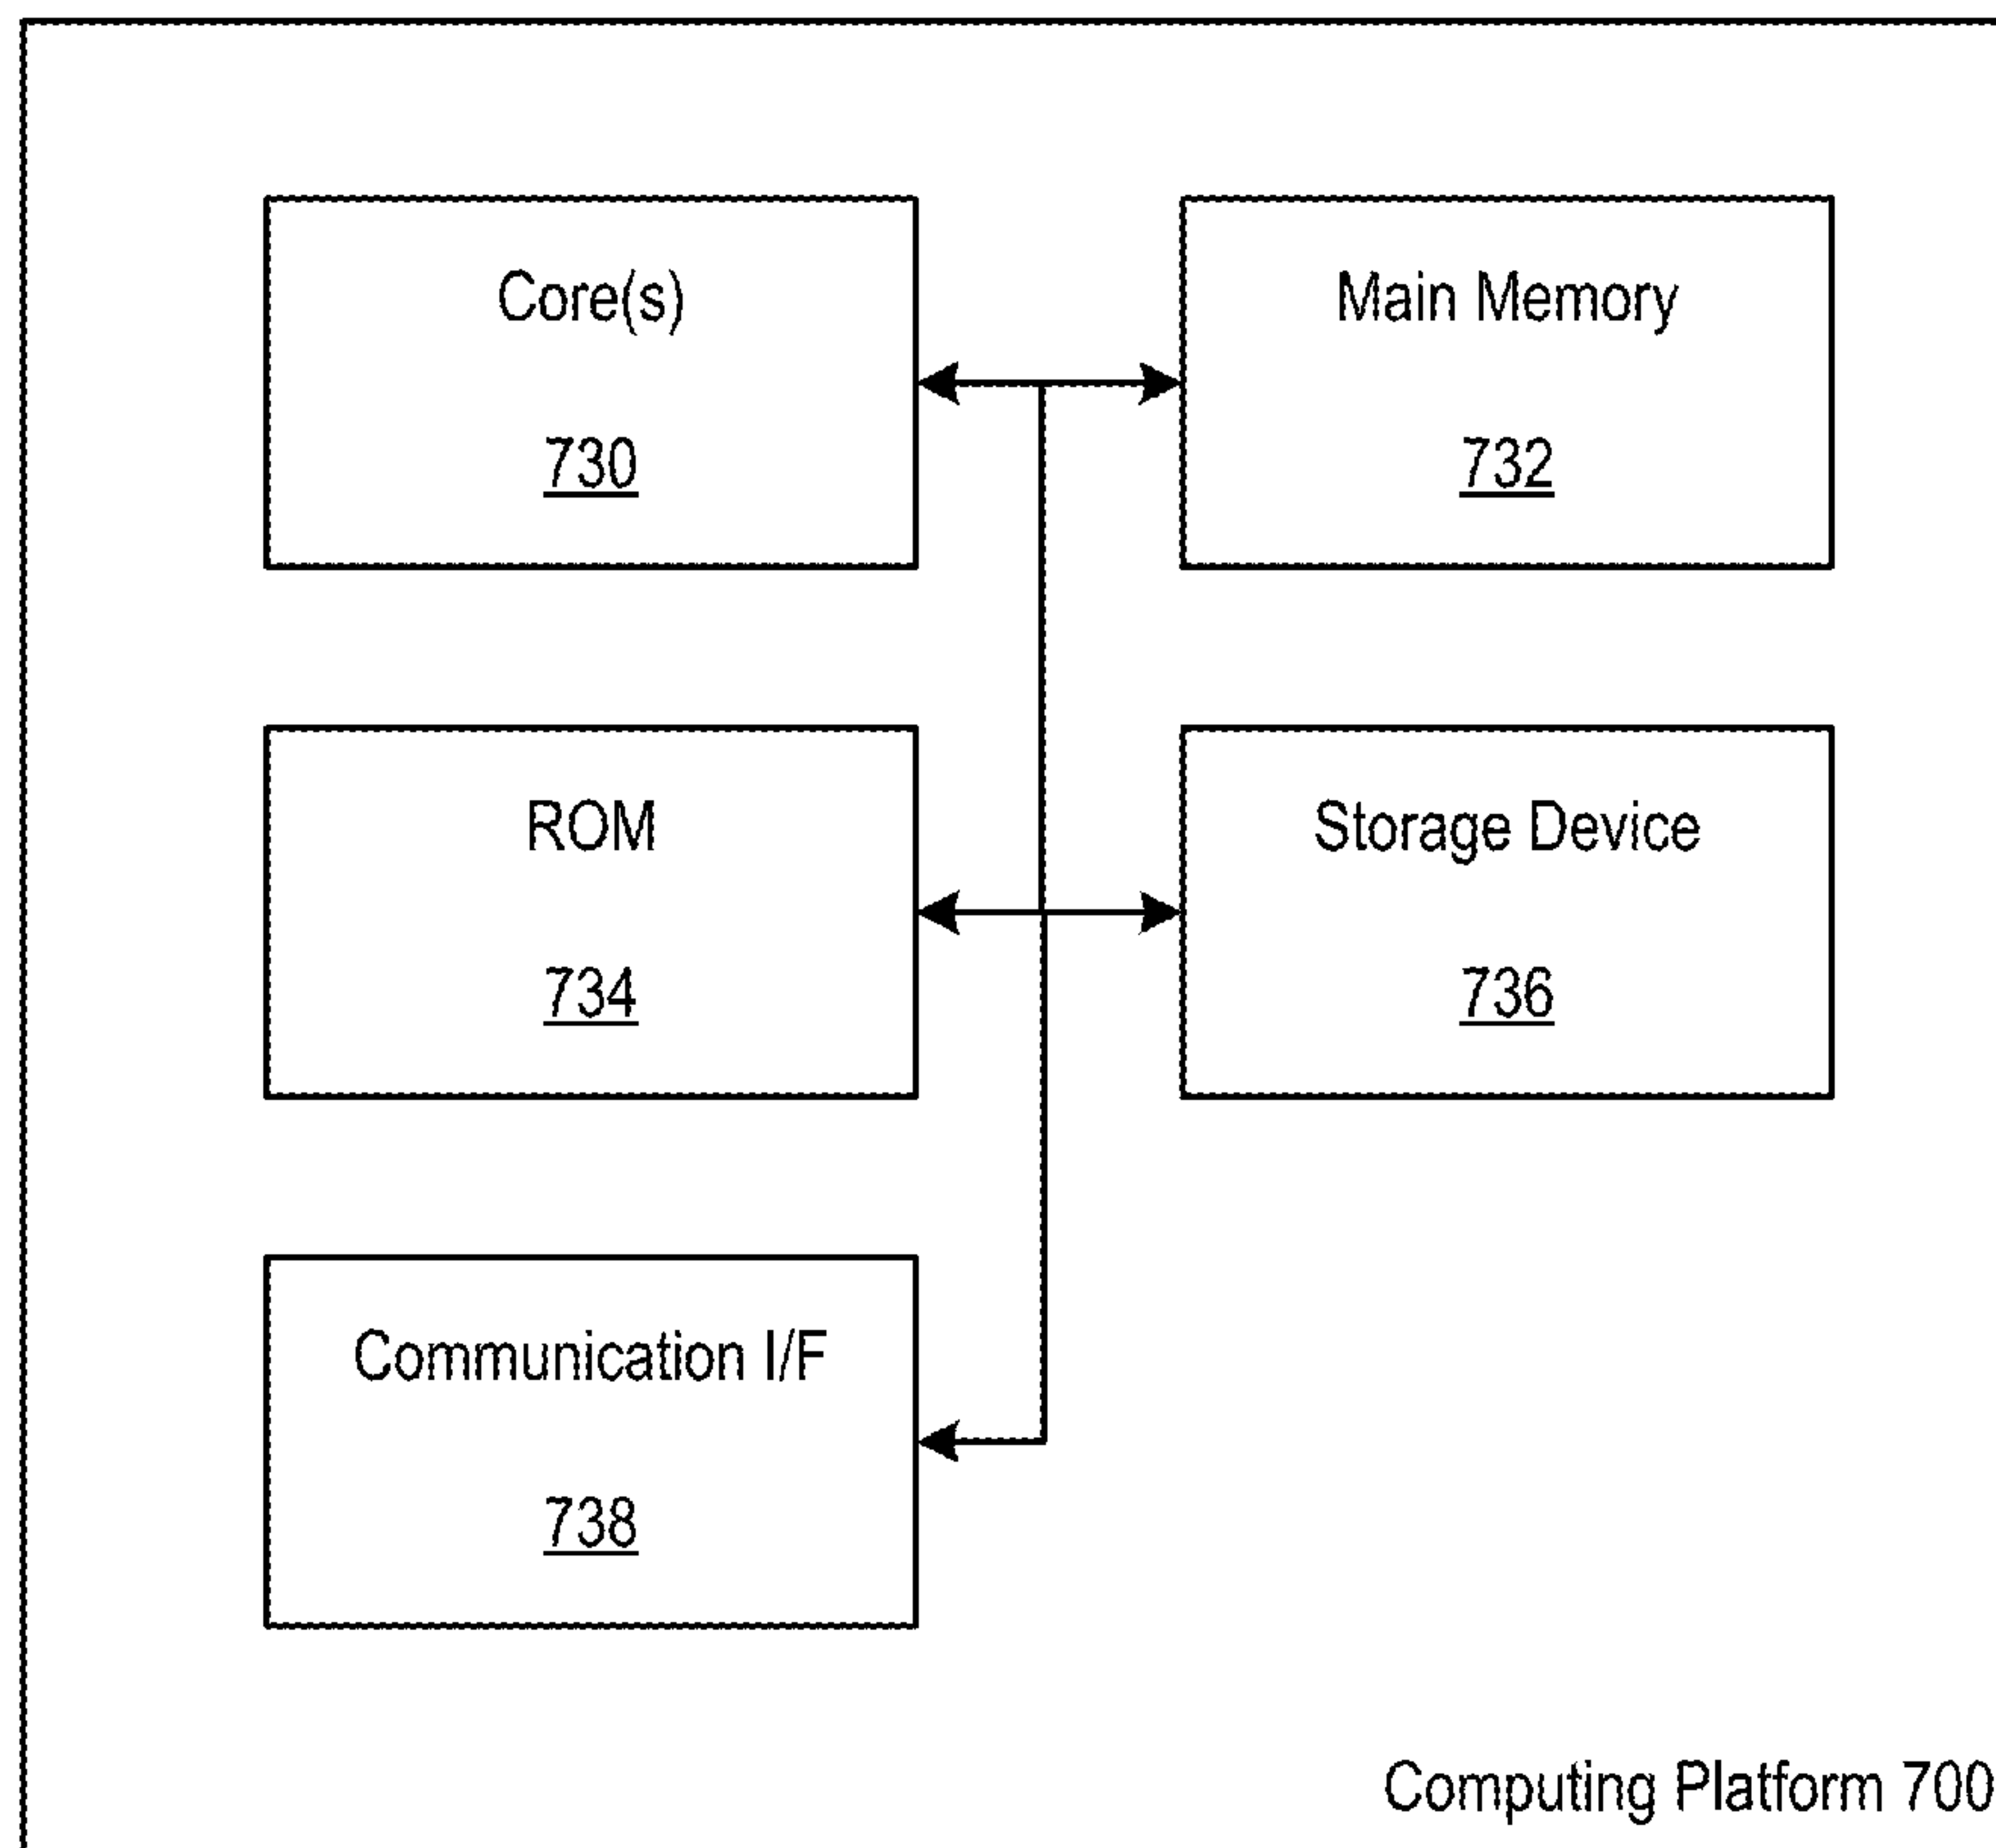 Core(s)
730
Main Memory
732
ROM
734
Storage Device
736
Communication I/F
738
Computing Platform 700